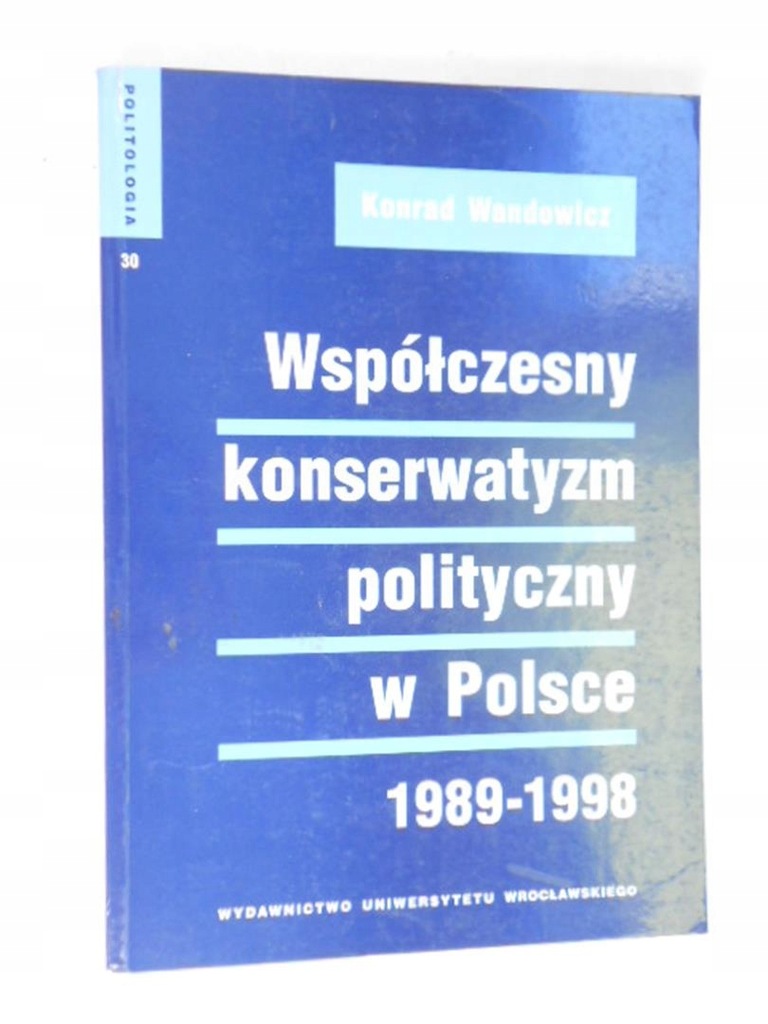 POLITOLOGIA
30
Konrad Wandowicz
Współczesny
konserwatyzm
polityczny
w Polsce
1989-1998
WYDAWNICTWO UNIWERSYTETU WROCŁAWSKIEGO